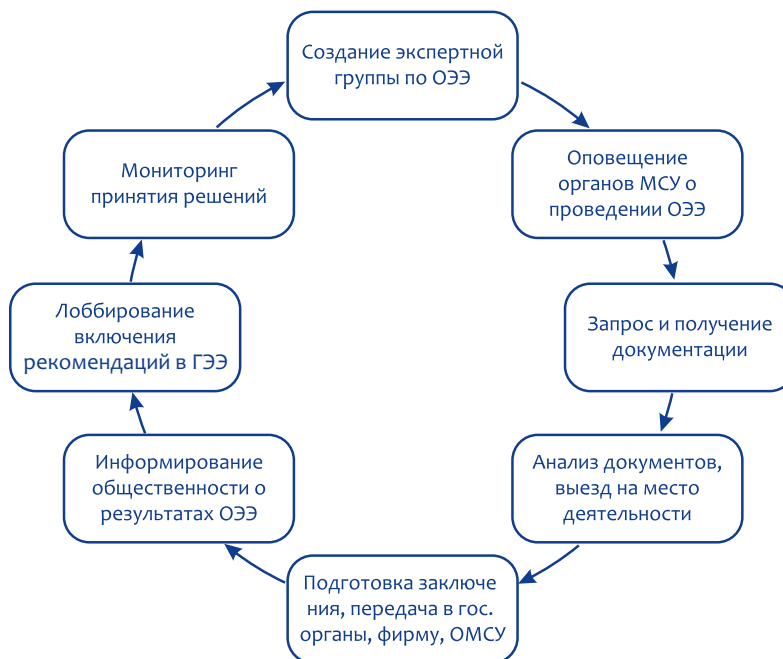 Создание экспертной
группы по ОЭЭ
Оповещение
органов МСУ о
проведении ОЭЭ
Запрос и получение
документации
Анализ документов,
выезд на место
деятельности
Подготовка заключе
ния, передача в гос.
органы, фирму, ОМСУ
Информирование
общественности о
результатах ОЭЭ
Лоббирование
включения
рекомендаций в ГЭЭ
Мониторинг
принятия решений